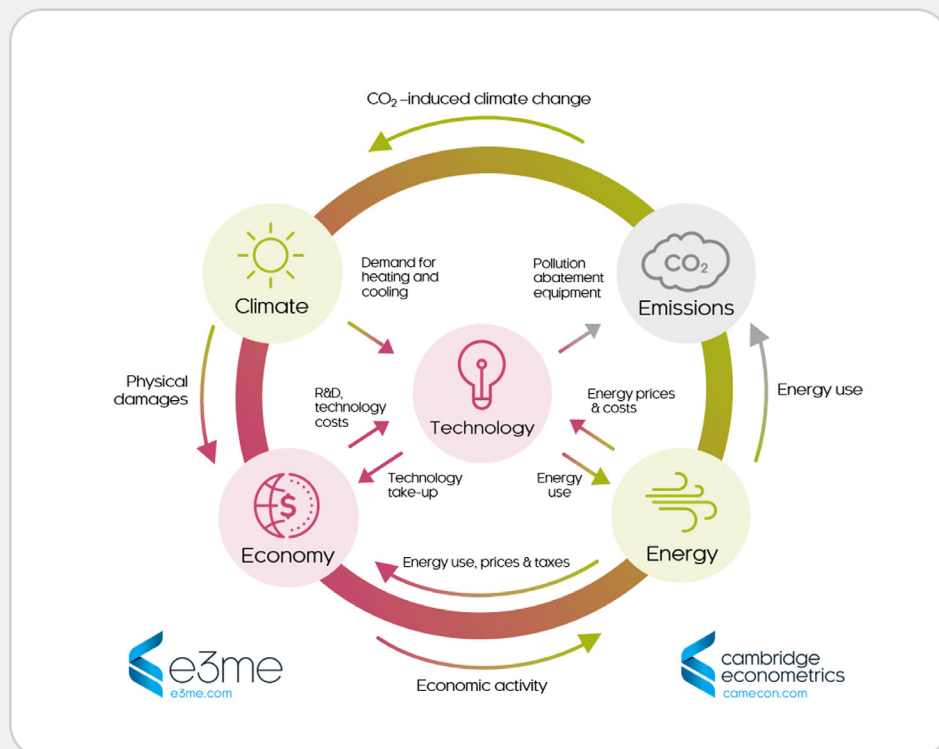 CO₂ -induced climate change
Climate
Demand for
heating and
cooling
Pollution
abatement
equipment
CO₂
Emissions
Physical
damages
R&D,
technology
costs
Technology
Energy prices
& costs
Energy use
Technology
take-up
Energy
use
$
Economy
Energy use, prices & taxes
Energy
Economic activity
e3me
e3me.com
cambridge
econometrics
camecon.com